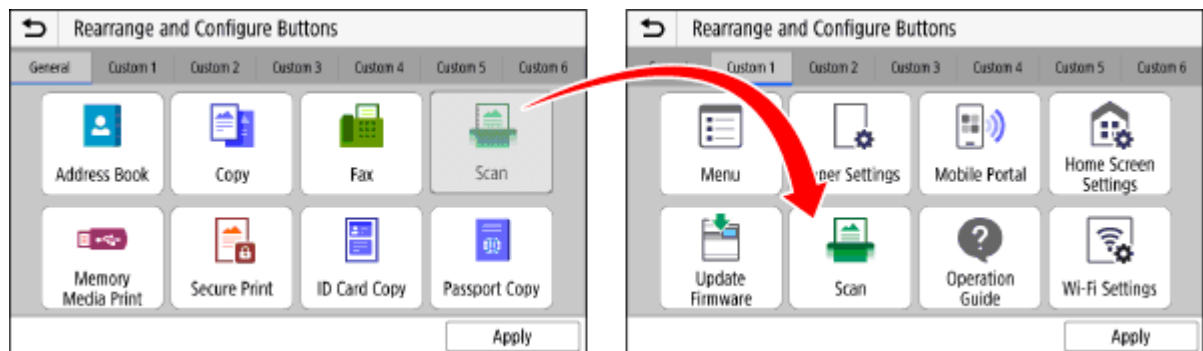 Rearrange and Configure Buttons
General Custom 1 Custom 2 Custom 3 Custom 4 Custom 5 Custom 6
Address Book Copy Fax Scan
Memory
Media Print
Secure Print ID Card Copy Passport Copy
Apply
Rearrange and Configure Buttons
Custom 1 Custom 2 Custom 3 Custom 4 Custom 5 Custom 6
Menu Settings Mobile Portal
Home Screen
Settings
Update
Firmware
Scan
Operation
Guide
Wi-Fi Settings
Apply